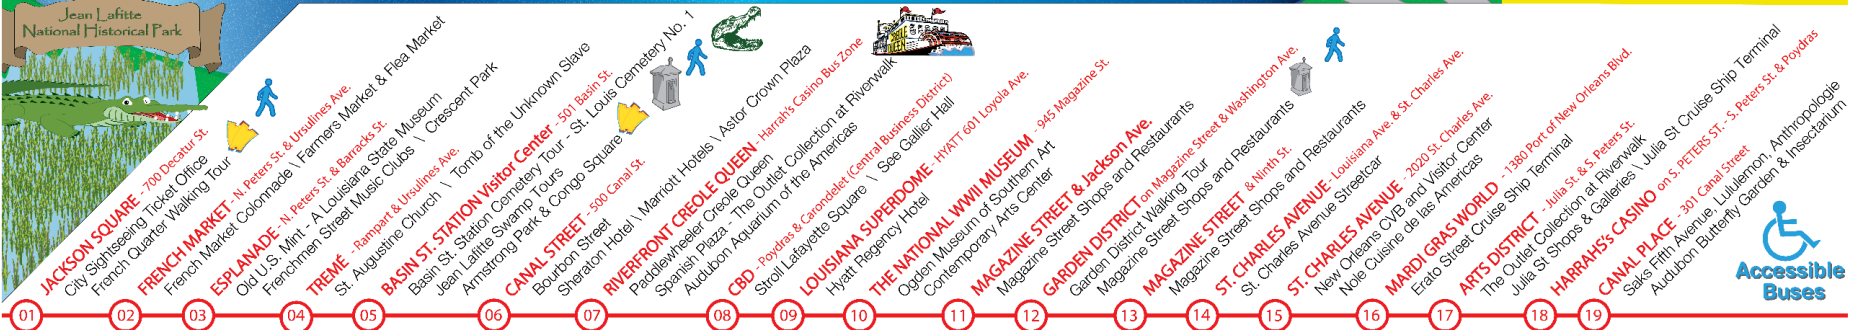 Jean Lafitte
National Historical Park
JACKSON SQUARE - 700 Decatur St.
City Sightseeing Ticket Office
French Quarter Walking Tour
FRENCH MARKET - N. Peters St. & Ursulines Ave.
French Market Colonade \ Farmers Market & Flea Market
ESPLANADE - N. Peters St. & Barracks St.
Old U.S. Mint - A Louisiana State Museum
Frenchmen Street Music Clubs \ Crescent Park
TREMÉ - Rampart & Ursulines Ave.
St. Augustine Church \ Tomb of the Unknown Slave
BASIN ST. STATION Visitor Center - 501 Basin St.
Basin St. Station Cemetery Tour - St. Louis Cemetery No. 1
Jean Lafitte Swamp Tours
Armstrong Park & Congo Square
CANAL STREET - 500 Canal St.
Bourbon Street
Sheraton Hotel \ Marriott Hotels \ Astor Crown Plaza
RIVERFRONT CREOLE QUEEN - Harrah's Casino Bus Zone
Paddlewheeler Creole Queen
Spanish Plaza - The Outlet Collection at Riverwalk
Audubon Aquarium of the Americas
CREOLE
QUEEN
CBD - Poydras & Carondelet (Central Business District)
Stroll Lafayette Square \ See Gallier Hall
LOUISIANA SUPERDOME - HYATT 601 Loyola Ave.
Hyatt Regency Hotel
THE NATIONAL WWII MUSEUM - 945 Magazine St.
Ogden Museum of Southern Art
Contemporary Arts Center
MAGAZINE STREET & Jackson Ave.
Magazine Street Shops and Restaurants
GARDEN DISTRICT on Magazine Street & Washington Ave.
Garden District Walking Tour
Magazine Street Shops and Restaurants
MAGAZINE STREET & Ninth St.
Magazine Street Shops and Restaurants
ST. CHARLES AVENUE - Louisiana Ave. & St. Charles Ave.
St. Charles Avenue Streetcar
ST. CHARLES AVENUE - 2020 St. Charles Ave.
New Orleans CVB and Visitor Center
Nole Cuisine de las Americas
MARDI GRAS WORLD - 1380 Port of New Orleans Blvd.
Erato Street Cruise Ship Terminal
ARTS DISTRICT - Julia St. & S. Peters St.
The Outlet Collection at Riverwalk
Julia St Shops & Galleries \ Julia St Cruise Ship Terminal
HARRAH'S CASINO on S. PETERS ST. - S. Peters St. & Poydras
CANAL PLACE - 301 Canal Street
Saks Fifth Avenue, Lululemon, Anthropologie
Audubon Butterfly Garden & Insectarium
Accessible
Buses
01 02 03 04 05 06 07 08 09 10 11 12 13 14 15 16 17 18 19